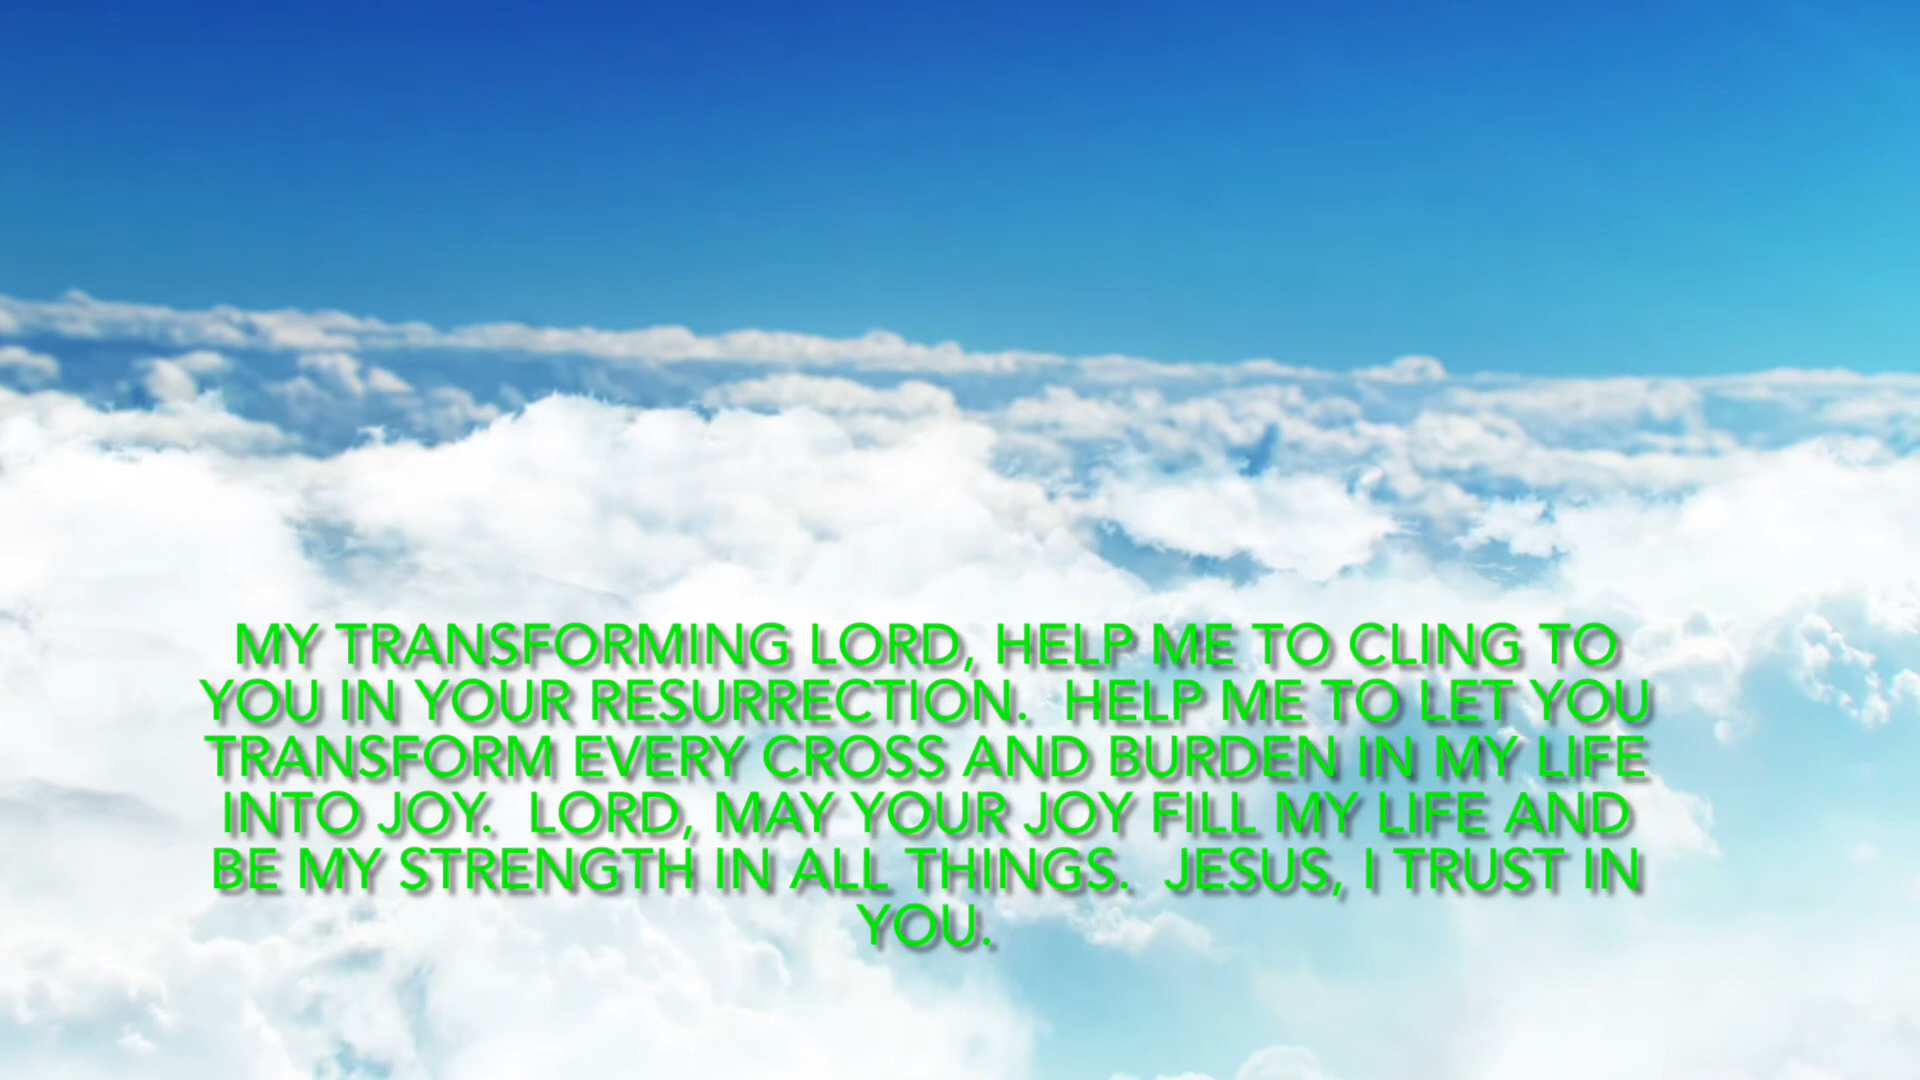 MY TRANSFORMING LORD, HELP ME TO CLING TO
YOU IN YOUR RESURRECTION.  HELP ME TO LET YOU
TRANSFORM EVERY CROSS AND BURDEN IN MY LIFE
INTO JOY.  LORD, MAY YOUR JOY FILL MY LIFE AND
BE MY STRENGTH IN ALL THINGS.  JESUS, I TRUST IN
YOU.